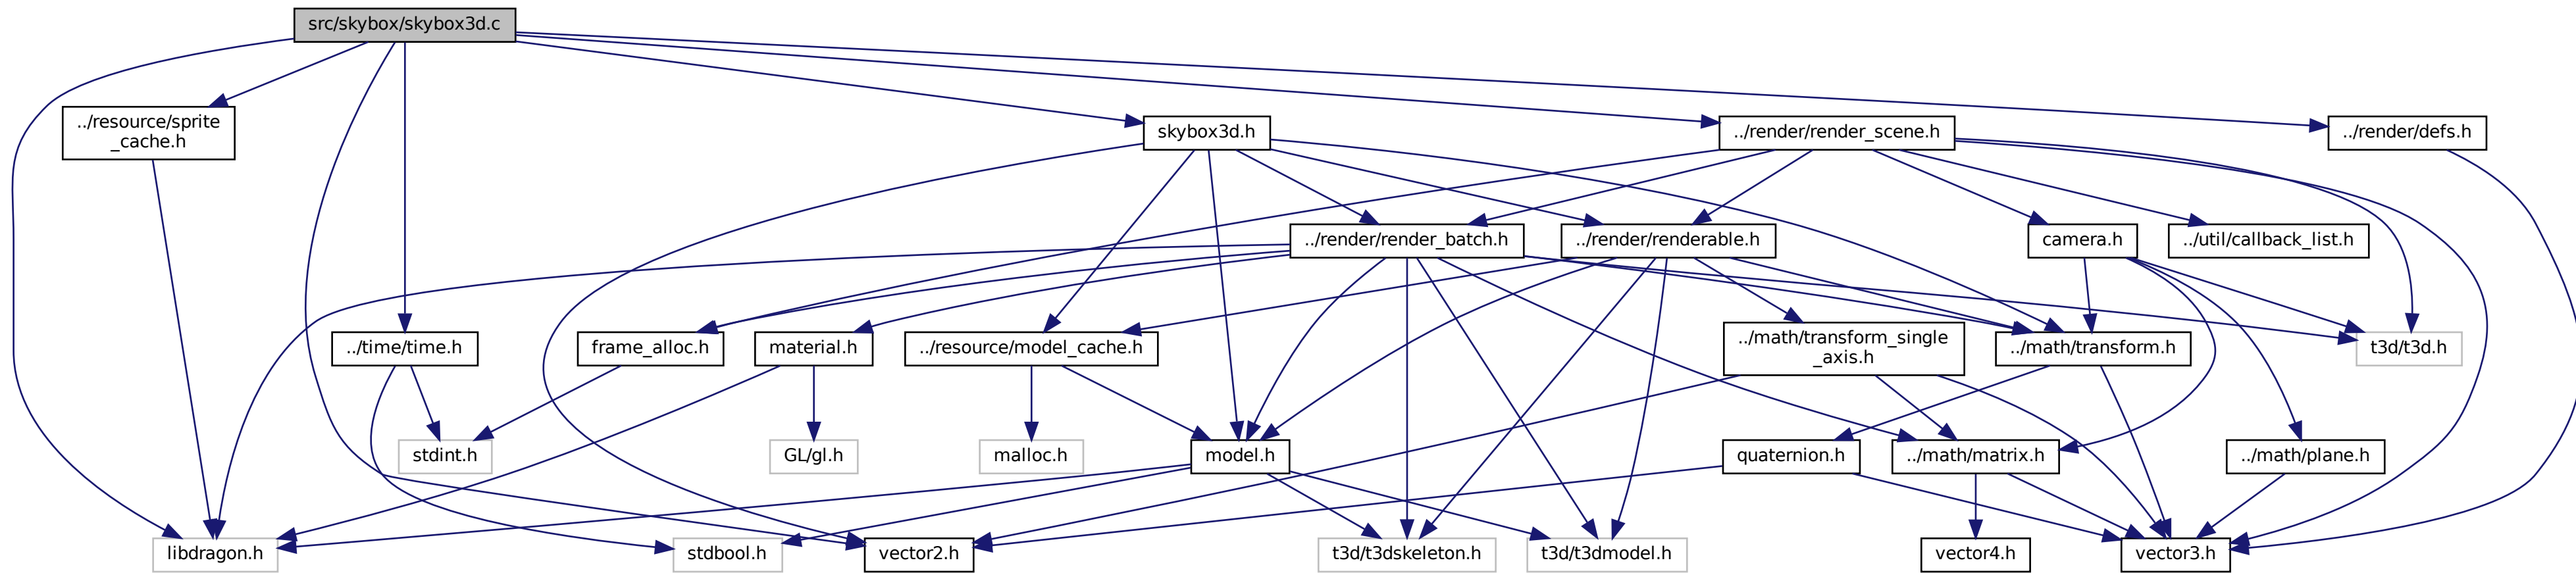 src/skybox/skybox3d.c
../resource/sprite
_cache.h
skybox3d.h
../render/render_scene.h
../render/defs.h
../render/render_batch.h
../render/renderable.h
camera.h
../util/callback_list.h
../time/time.h
frame_alloc.h
material.h
../resource/model_cache.h
../math/transform_single
_axis.h
../math/transform.h
t3d/t3d.h
stdint.h
GL/gl.h
malloc.h
model.h
quaternion.h
../math/matrix.h
../math/plane.h
libdragon.h
stdbool.h
vector2.h
t3d/t3dskeleton.h
t3d/t3dmodel.h
vector4.h
vector3.h